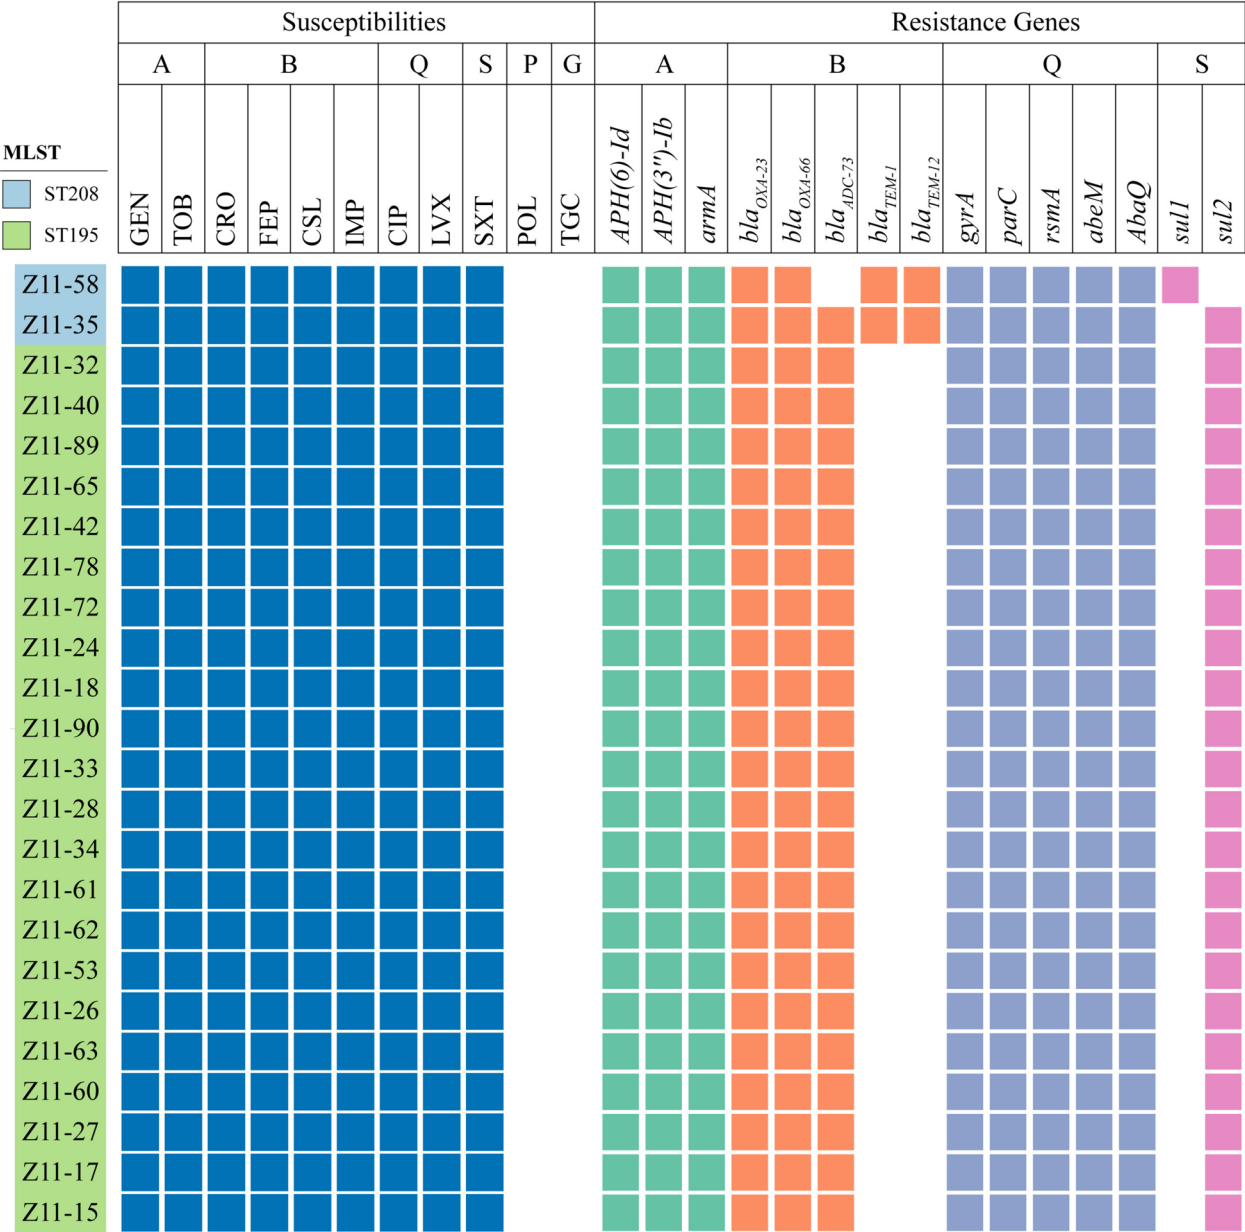 Susceptibilities Resistance Genes
A B Q S P G A B Q S
MLST
ST208
ST195
GEN TOB CRO FEP CSL IMP CIP LVX SXT POL TGC APH(6)-Id APH(3")-Ib armA blaOXA-23 blaOXA-66 blaADC-73 blaTEM-1 blaTEM-12 gyrA parC rsmA abeM AbaQ sul1 sul2
Z11-58
Z11-35
Z11-32
Z11-40
Z11-89
Z11-65
Z11-42
Z11-78
Z11-72
Z11-24
Z11-18
Z11-90
Z11-33
Z11-28
Z11-34
Z11-61
Z11-62
Z11-53
Z11-26
Z11-63
Z11-60
Z11-27
Z11-17
Z11-15